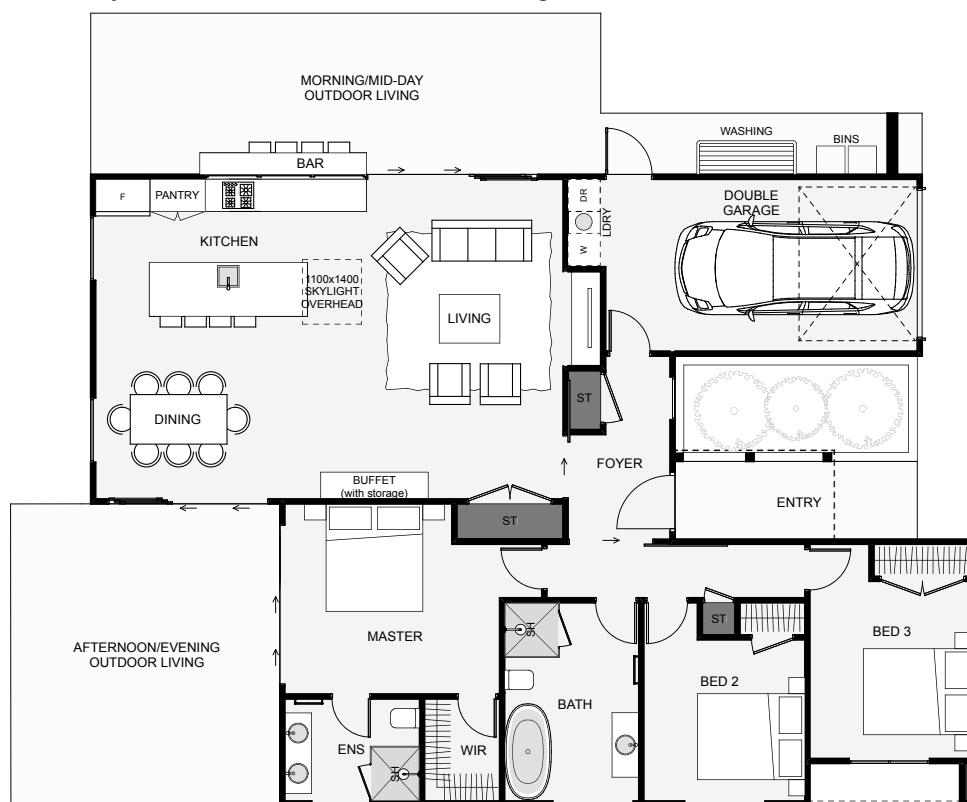 MORNING/MID-DAY
OUTDOOR LIVING
WASHING
BINS
BAR
F
PANTRY
DR
LDRY
W
DOUBLE
GARAGE
KITCHEN
1100x1400
SKYLIGHT
OVERHEAD
LIVING
ST
DINING
FOYER
BUFFET
(with storage)
ENTRY
ST
MASTER
SH
ST
BED 3
AFTERNOON/EVENING
OUTDOOR LIVING
BED 2
BATH
ENS
WIR
SH